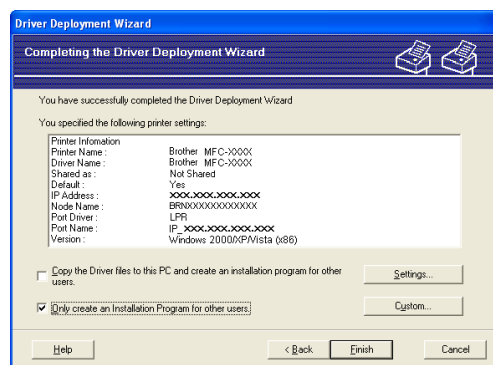 Driver Deployment Wizard
Completing the Driver Deployment Wizard
You have successfully completed the Driver Deployment Wizard
You specified the following printer settings:
Printer Infomation
Printer Name : Brother MFC-XXXX
Driver Name : Brother MFC-XXXX
Shared as : Not Shared
Default : Yes
IP Address : XXX.XXX.XXX.XXX
Node Name : BRNXXXXXXXXXXXX
Port Driver : LPR
Port Name : IP_XXX.XXX.XXX.XXX
Version : Windows 2000/XP/Vista (x86)
Copy the Driver files to this PC and create an installation program for other users.
Settings...
Only create an Installation Program for other users.
Custom...
Help
< Back
Finish
Cancel